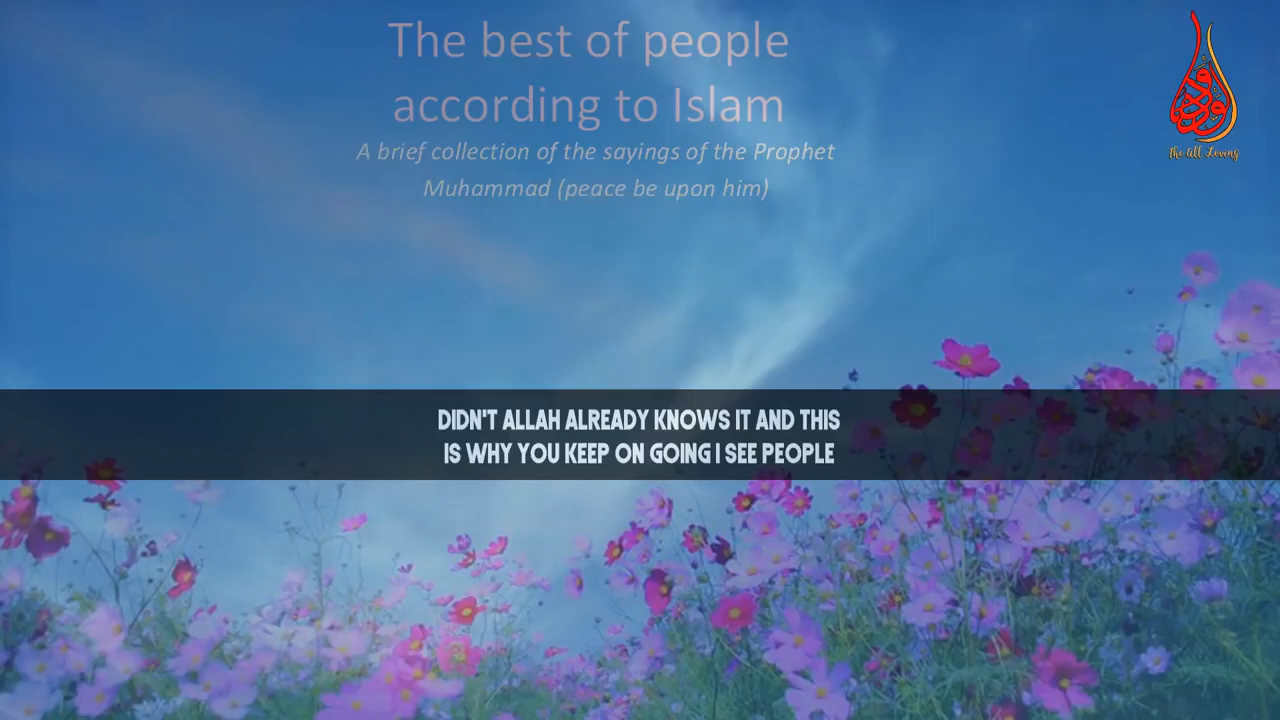 The best of people
according to Islam
A brief collection of the sayings of the Prophet
Muhammad (peace be upon him)
The All Loving
DIDN'T ALLAH ALREADY KNOWS IT AND THIS
IS WHY YOU KEEP ON GOING I SEE PEOPLE